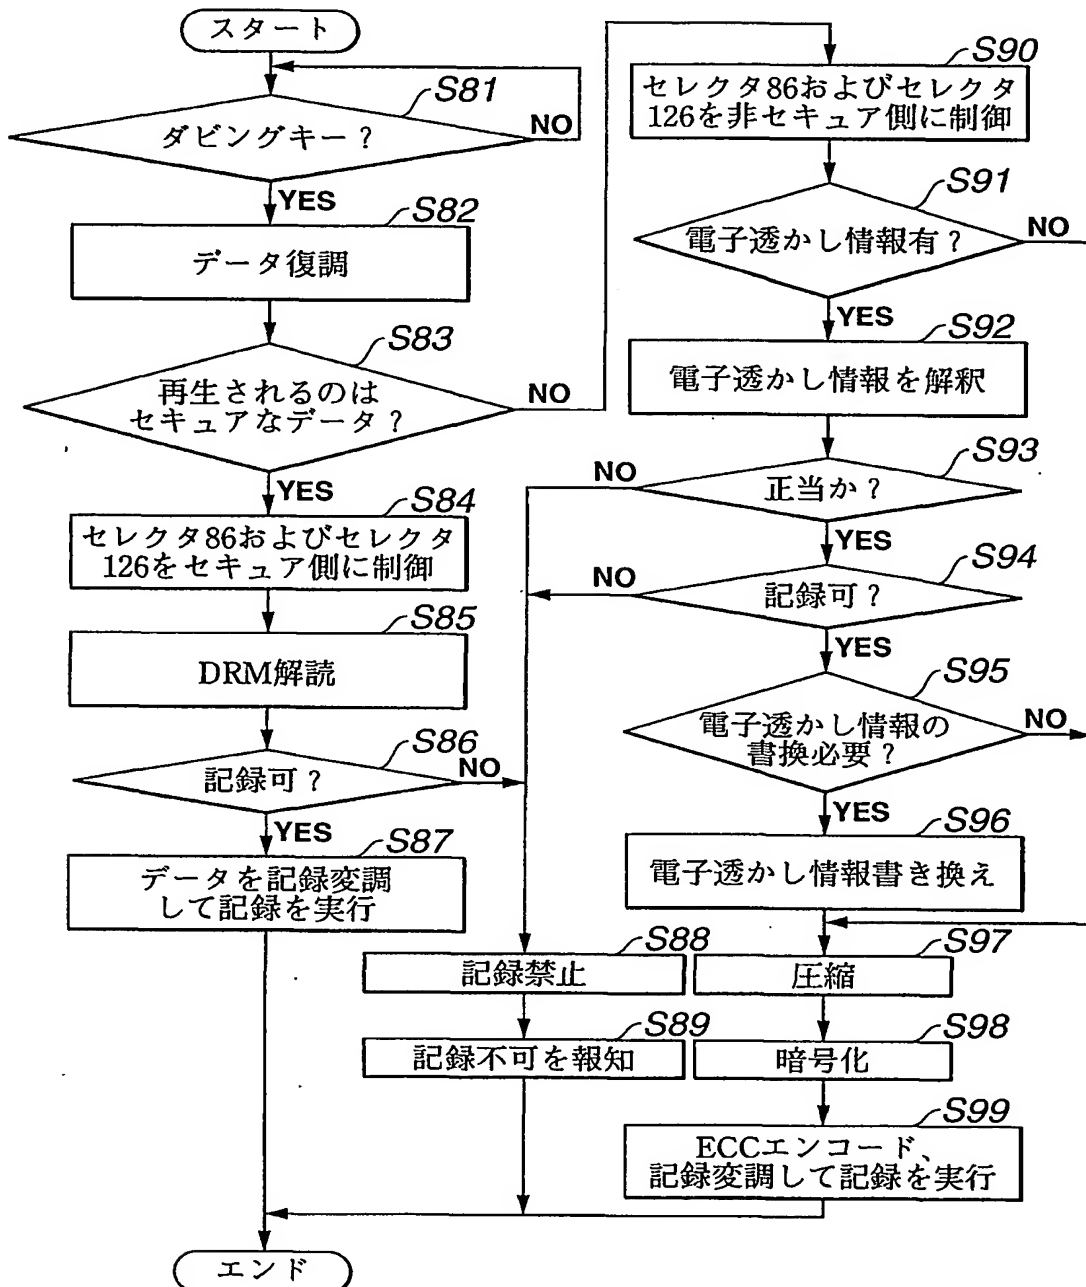 スタート
S81
ダビングキー？
NO
YES
S82
データ復調
S83
再生されるのは
セキュアなデータ？
NO
YES
S84
セレクタ86およびセレクタ
126をセキュア側に制御
S85
DRM解読
S86
記録可？
NO
YES
S87
データを記録変調
して記録を実行
S88
記録禁止
S89
記録不可を報知
S90
セレクタ86およびセレクタ
126を非セキュア側に制御
S91
電子透かし情報有？
NO
YES
S92
電子透かし情報を解釈
S93
NO
正当か？
YES
S94
NO
記録可？
YES
S95
電子透かし情報の
書換必要？
NO
YES
S96
電子透かし情報書き換え
S97
圧縮
S98
暗号化
S99
ECCエンコード、
記録変調して記録を実行
エンド